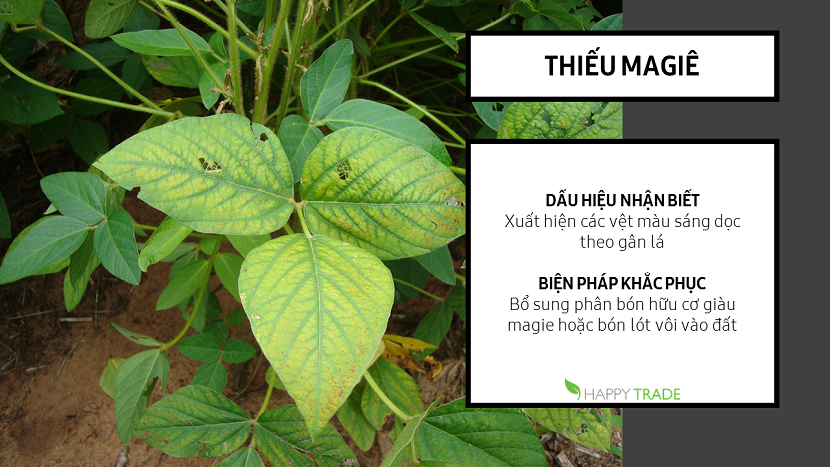 THIẾU MAGIÊ
DẤU HIỆU NHẬN BIẾT
Xuất hiện các vệt màu sáng dọc
theo gân lá
BIỆN PHÁP KHẮC PHỤC
Bổ sung phân bón hữu cơ giàu
magie hoặc bón lót vôi vào đất
HAPPY TRADE